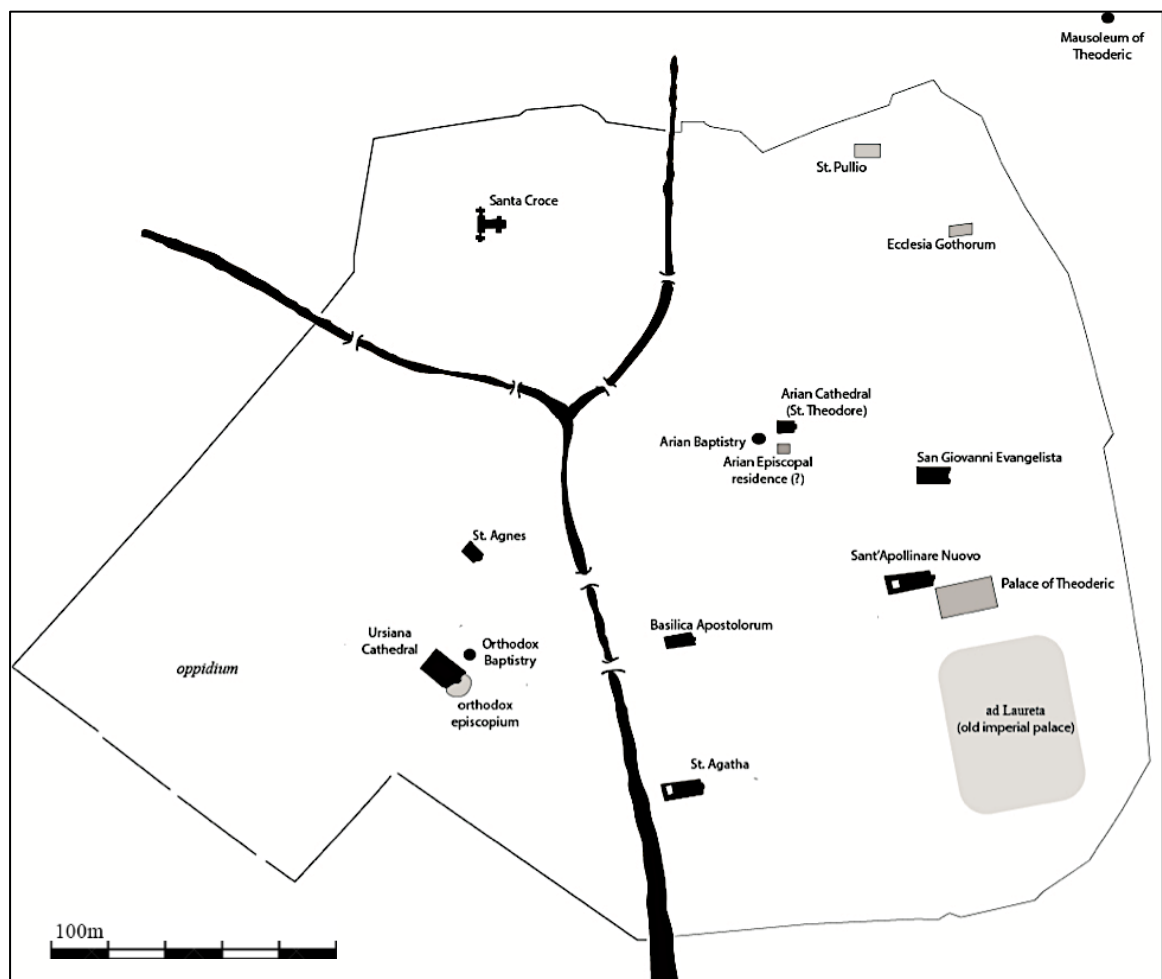 Mausoleum of
Theoderic
St. Pullio
Santa Croce
Ecclesia Gothorum
Arian Cathedral
(St. Theodore)
Arian Baptistry
Arian Episcopal
residence (?)
San Giovanni Evangelista
St. Agnes
Sant'Apollinare Nuovo
Palace of Theoderic
Basilica Apostolorum
Ursiana
Cathedral
Orthodox
Baptistry
oppidium
orthodox
episcopium
ad Laureta
(old imperial palace)
St. Agatha
100m